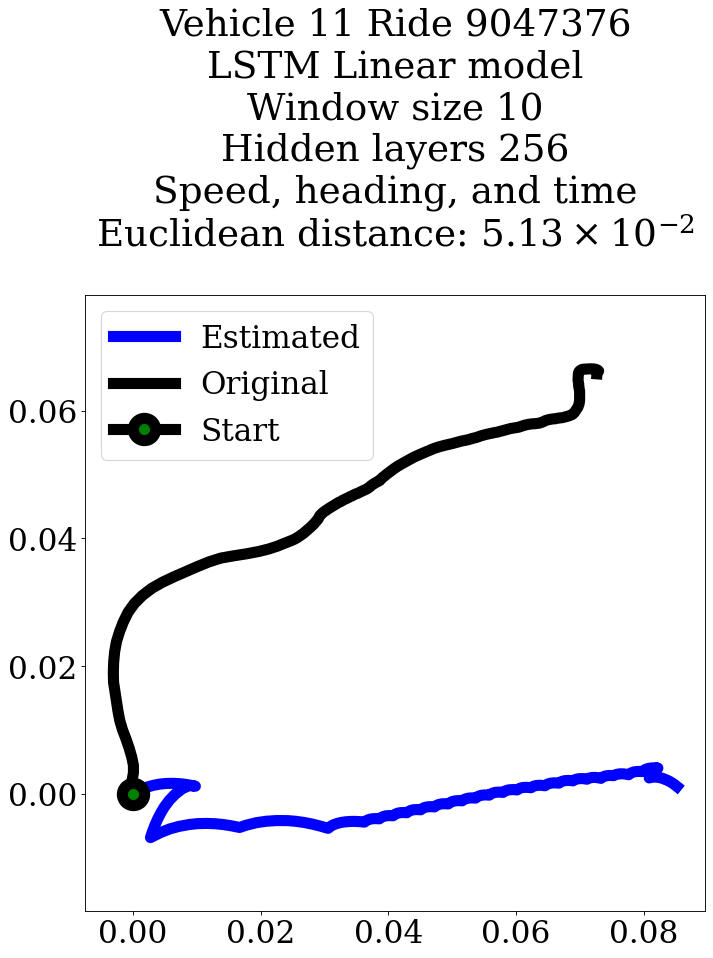 Vehicle 11 Ride 9047376
LSTM Linear model
Window size 10
Hidden layers 256
Speed, heading, and time
Euclidean distance: 5.13 × 10⁻²
Estimated
Original
Start
0.06
0.04
0.02
0.00
0.00 0.02 0.04 0.06 0.08